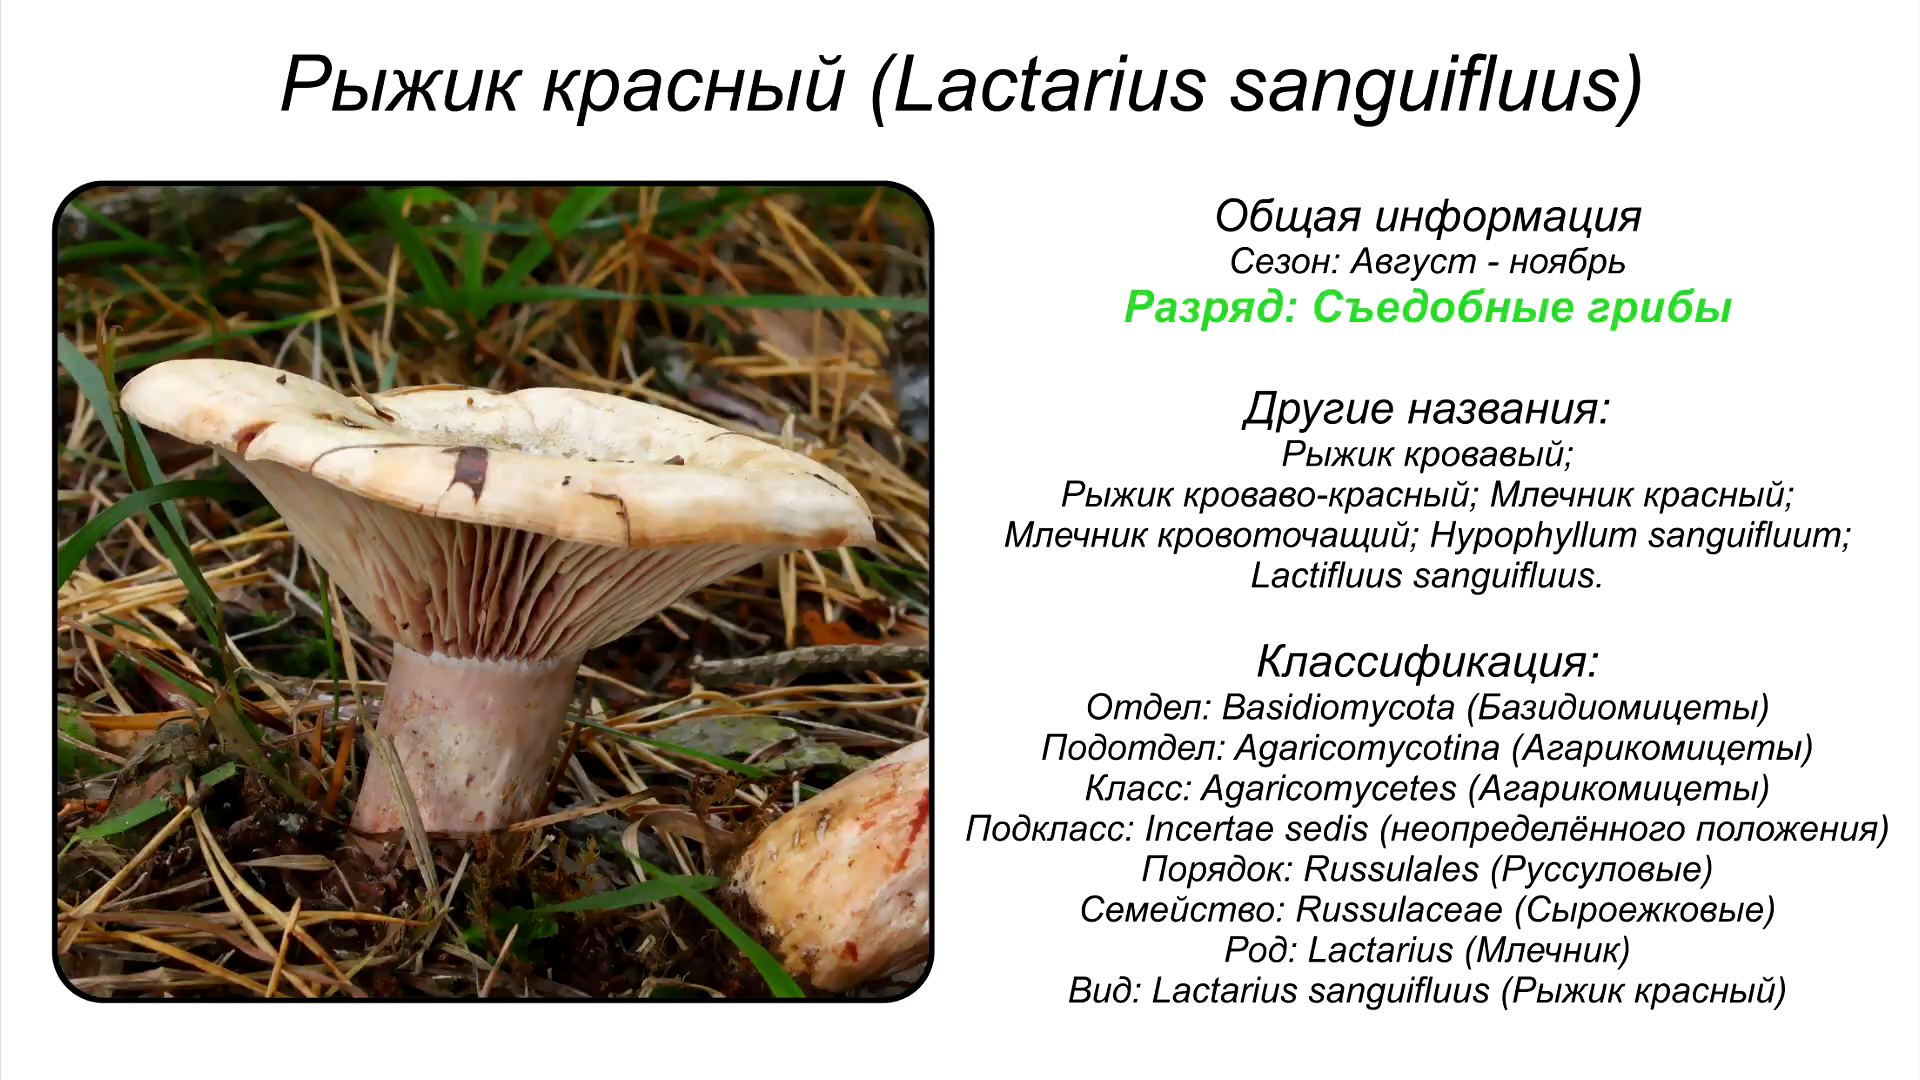 Рыжик красный (Lactarius sanguifluus)
Общая информация
Сезон: Август - ноябрь
Разряд: Съедобные грибы
Другие названия:
Рыжик кровавый;
Рыжик кроваво-красный; Млечник красный;
Млечник кровоточащий; Hypophyllum sanguifluum;
Lactifluus sanguifluus.
Классификация:
Отдел: Basidiomycota (Базидиомицеты)
Подотдел: Agaricomycotina (Агарикомицеты)
Класс: Agaricomycetes (Агарикомицеты)
Подкласс: Incertae sedis (неопределённого положения)
Порядок: Russulales (Руссуловые)
Семейство: Russulaceae (Сыроежковые)
Род: Lactarius (Млечник)
Вид: Lactarius sanguifluus (Рыжик красный)